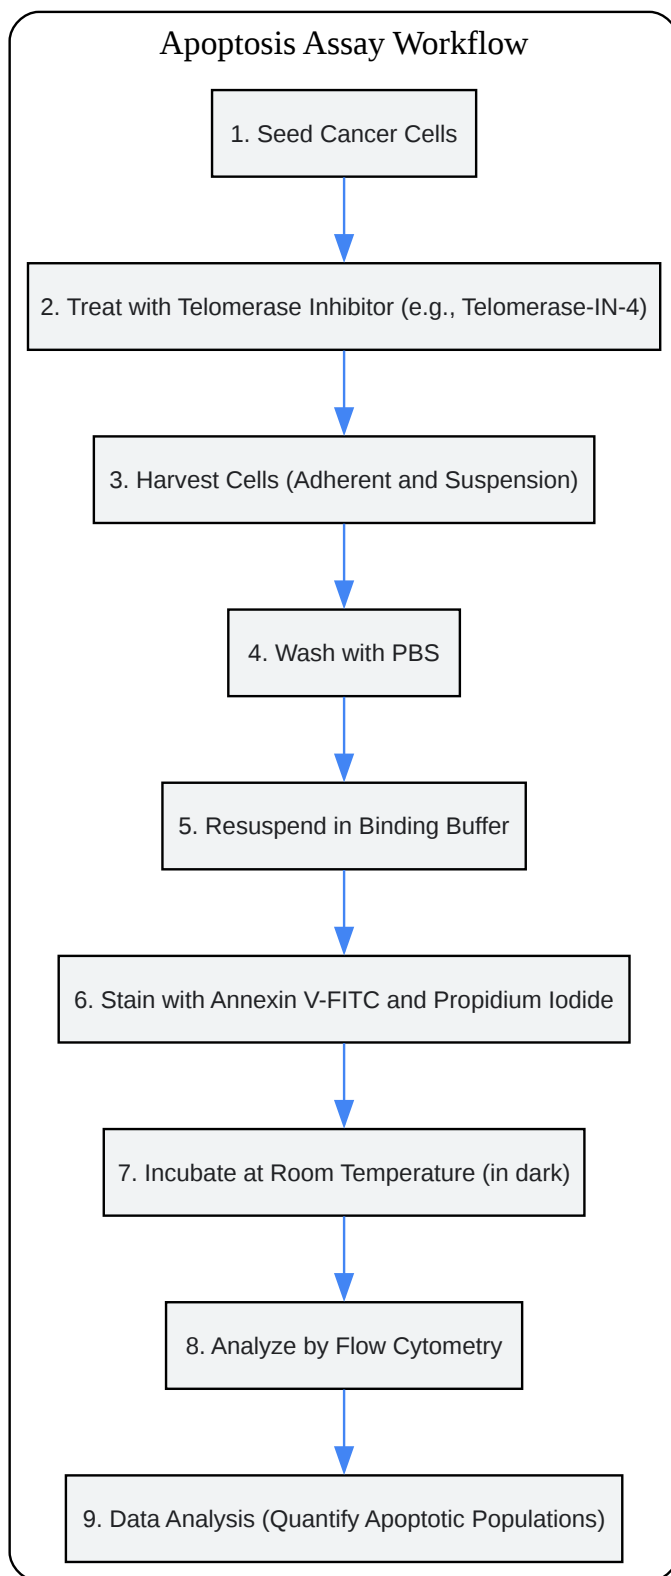 Apoptosis Assay Workflow
1. Seed Cancer Cells
2. Treat with Telomerase Inhibitor (e.g., Telomerase-IN-4)
3. Harvest Cells (Adherent and Suspension)
4. Wash with PBS
5. Resuspend in Binding Buffer
6. Stain with Annexin V-FITC and Propidium Iodide
7. Incubate at Room Temperature (in dark)
8. Analyze by Flow Cytometry
9. Data Analysis (Quantify Apoptotic Populations)